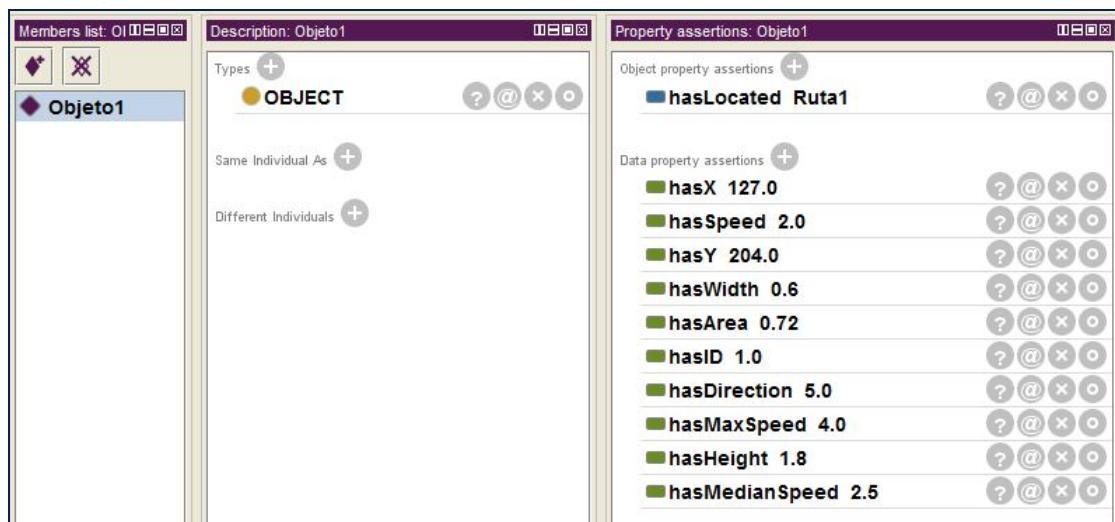 Members list: Ol
Objeto1
Description: Objeto1
Types
OBJECT
Same Individual As
Different Individuals
Property assertions: Objeto1
Object property assertions
hasLocated Ruta1
Data property assertions
hasX 127.0
hasSpeed 2.0
hasY 204.0
hasWidth 0.6
hasArea 0.72
hasID 1.0
hasDirection 5.0
hasMaxSpeed 4.0
hasHeight 1.8
hasMedianSpeed 2.5